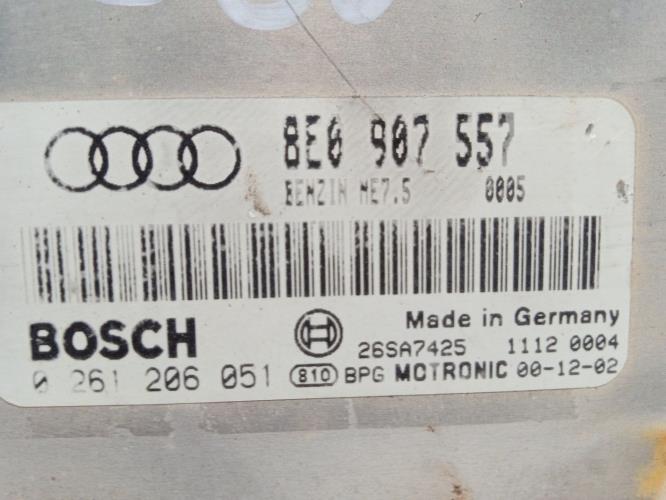 8E0 907 557
BENZIN ME7.5 0005
BOSCH
Made in Germany
26SA7425 1112 0004
0 261 206 051 810 BPG MOTRONIC 00-12-02